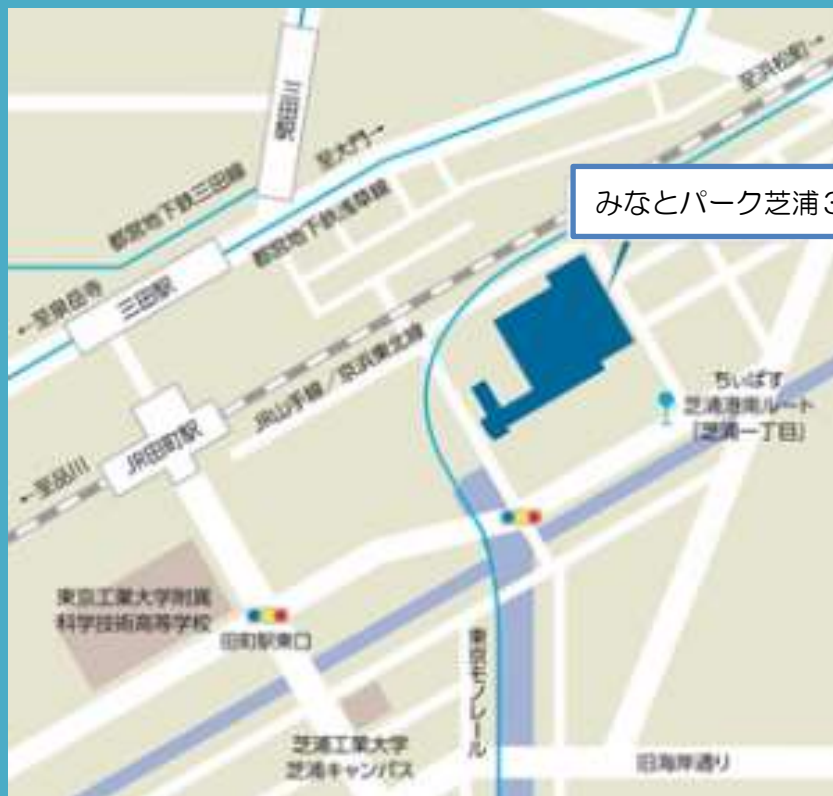 至浜松町→
三田駅
至大門→
都営地下鉄三田線
都営地下鉄浅草線
みなとパーク芝浦3
←至泉岳寺
三田駅
JR山手線／京浜東北線
ちぃばす
芝浦港南ルート
(芝浦一丁目)
JR田町駅
←至品川
東京工業大学附属
科学技術高等学校
田町駅東口
東京モノレール
芝浦工業大学
芝浦キャンパス
旧海岸通り